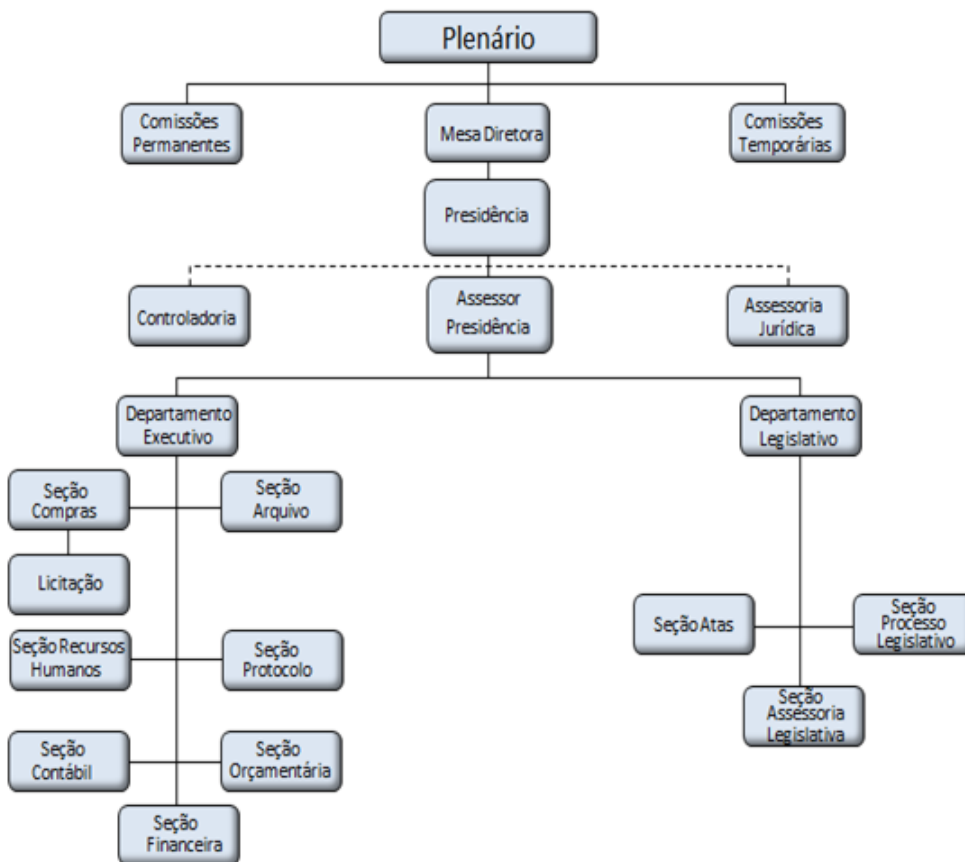 Plenário
Comissões
Permanentes
Mesa Diretora
Comissões
Temporárias
Presidência
Controladoria
Assessor
Presidência
Assessoria
Jurídica
Departamento
Executivo
Departamento
Legislativo
Seção
Compras
Seção
Arquivo
Licitação
Seção Atas
Seção
Processo
Legislativo
Seção Recursos
Humanos
Seção
Protocolo
Seção
Assessoria
Legislativa
Seção
Contábil
Seção
Orçamentária
Seção
Financeira